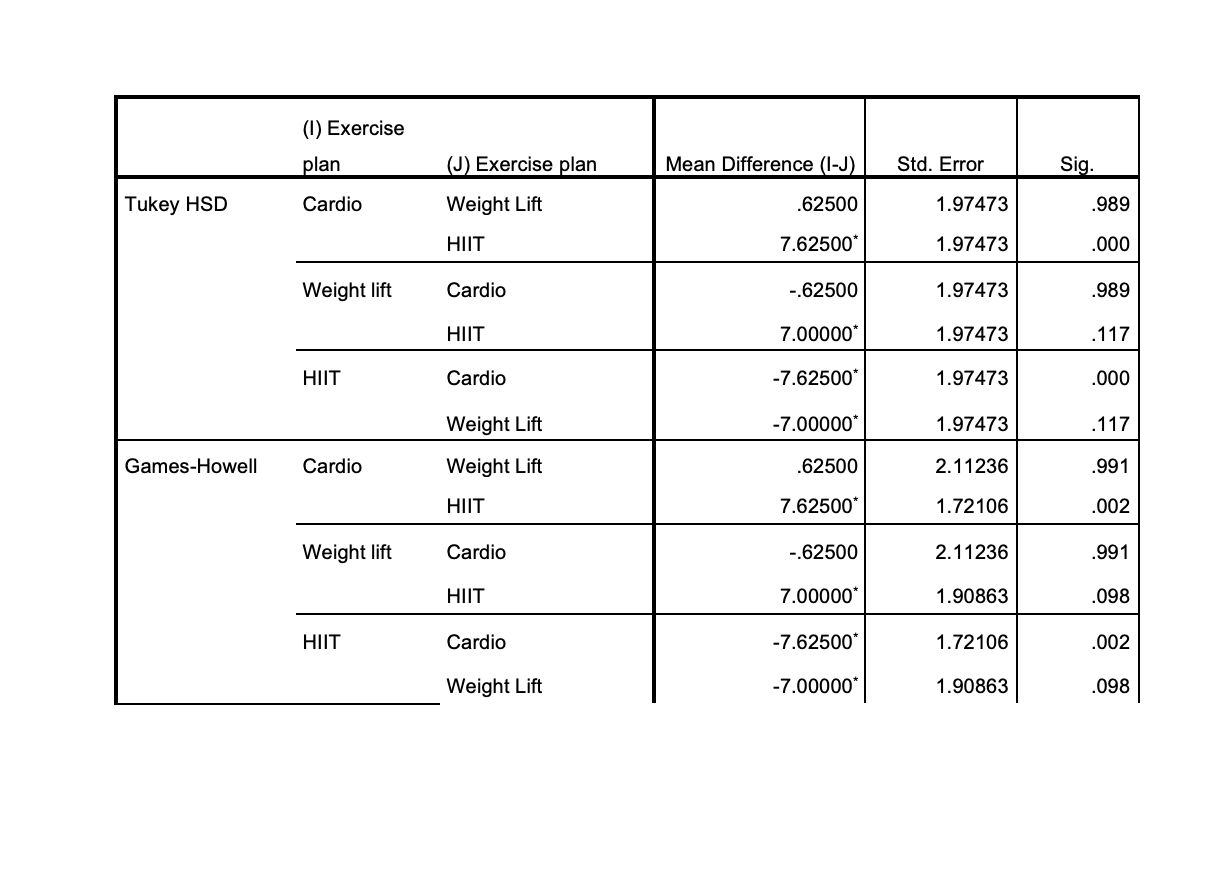 (I) Exercise
plan (J) Exercise plan Mean Difference (I-J) Std. Error Sig.
Tukey HSD Cardio Weight Lift .62500 1.97473 .989
HIIT 7.62500* 1.97473 .000
Weight lift Cardio -.62500 1.97473 .989
HIIT 7.00000* 1.97473 .117
HIIT Cardio -7.62500* 1.97473 .000
Weight Lift -7.00000* 1.97473 .117
Games-Howell Cardio Weight Lift .62500 2.11236 .991
HIIT 7.62500* 1.72106 .002
Weight lift Cardio -.62500 2.11236 .991
HIIT 7.00000* 1.90863 .098
HIIT Cardio -7.62500* 1.72106 .002
Weight Lift -7.00000* 1.90863 .098